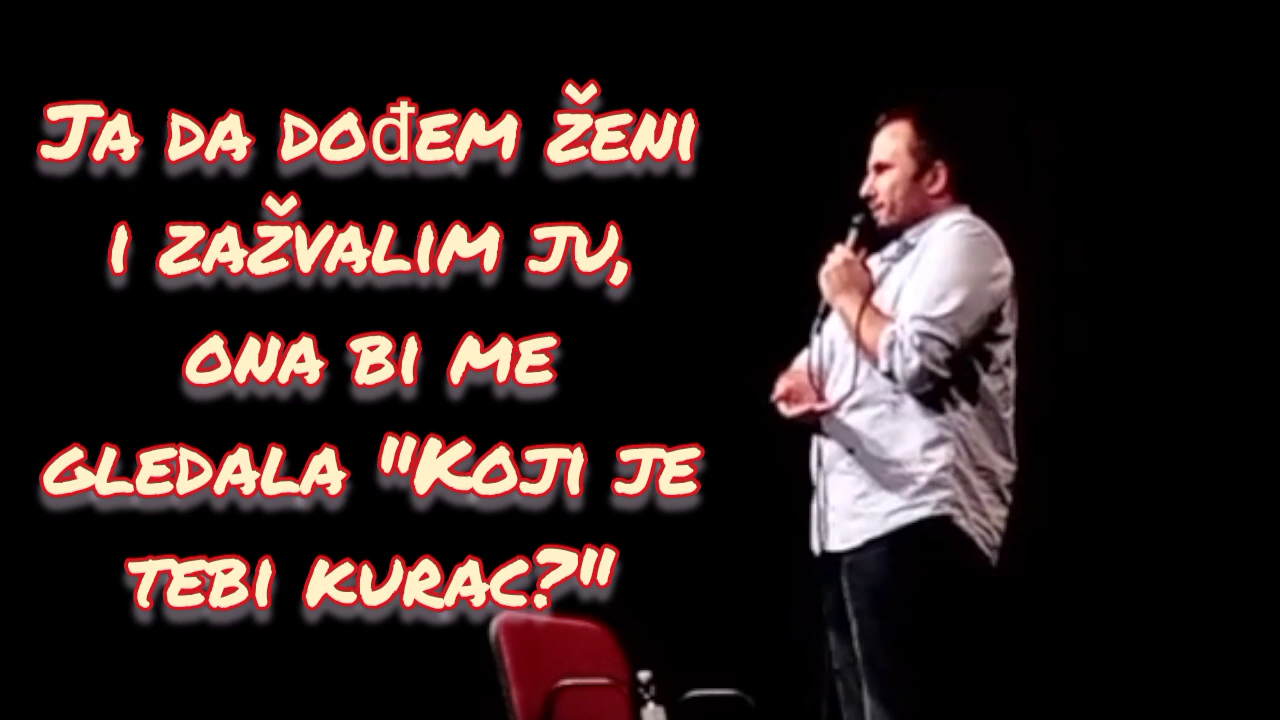 Ja da dođem ženi
i zažvalim ju,
ona bi me
gledala "Koji je
tebi kurac?"